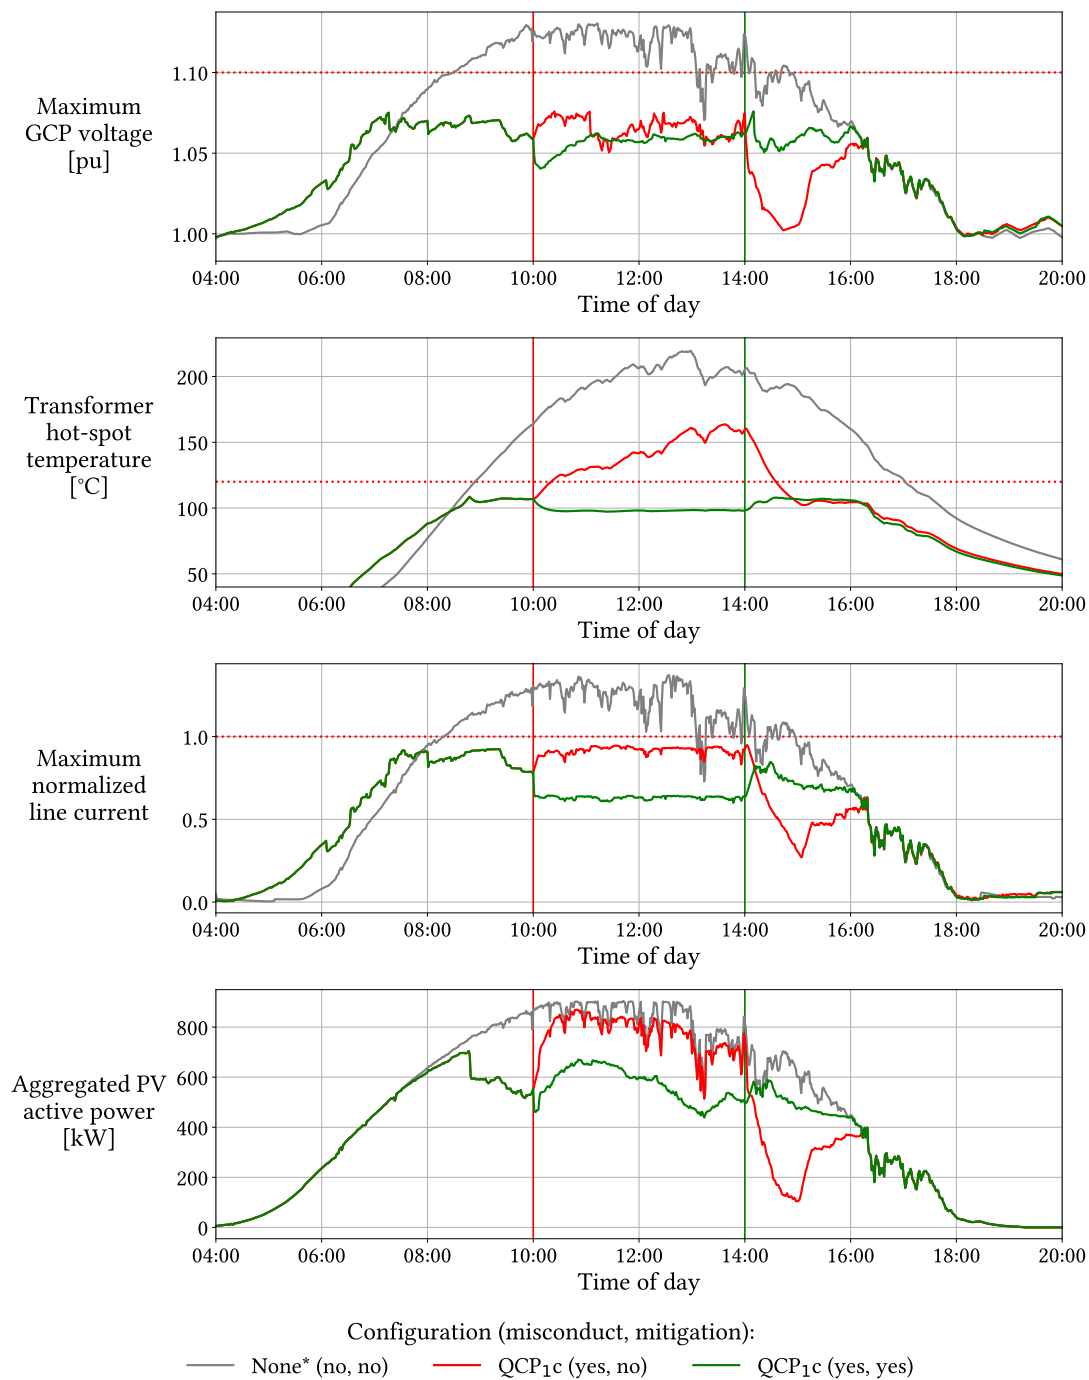 Maximum
GCP voltage
[pu]
1.10
1.05
1.00
04:00 06:00 08:00 10:00 12:00 14:00 16:00 18:00 20:00
Time of day
Transformer
hot-spot
temperature
[°C]
200
150
100
50
04:00 06:00 08:00 10:00 12:00 14:00 16:00 18:00 20:00
Time of day
Maximum
normalized
line current
1.0
0.5
0.0
04:00 06:00 08:00 10:00 12:00 14:00 16:00 18:00 20:00
Time of day
Aggregated PV
active power
[kW]
800
600
400
200
0
04:00 06:00 08:00 10:00 12:00 14:00 16:00 18:00 20:00
Time of day
Configuration (misconduct, mitigation):
None* (no, no) QCP₁c (yes, no) QCP₁c (yes, yes)